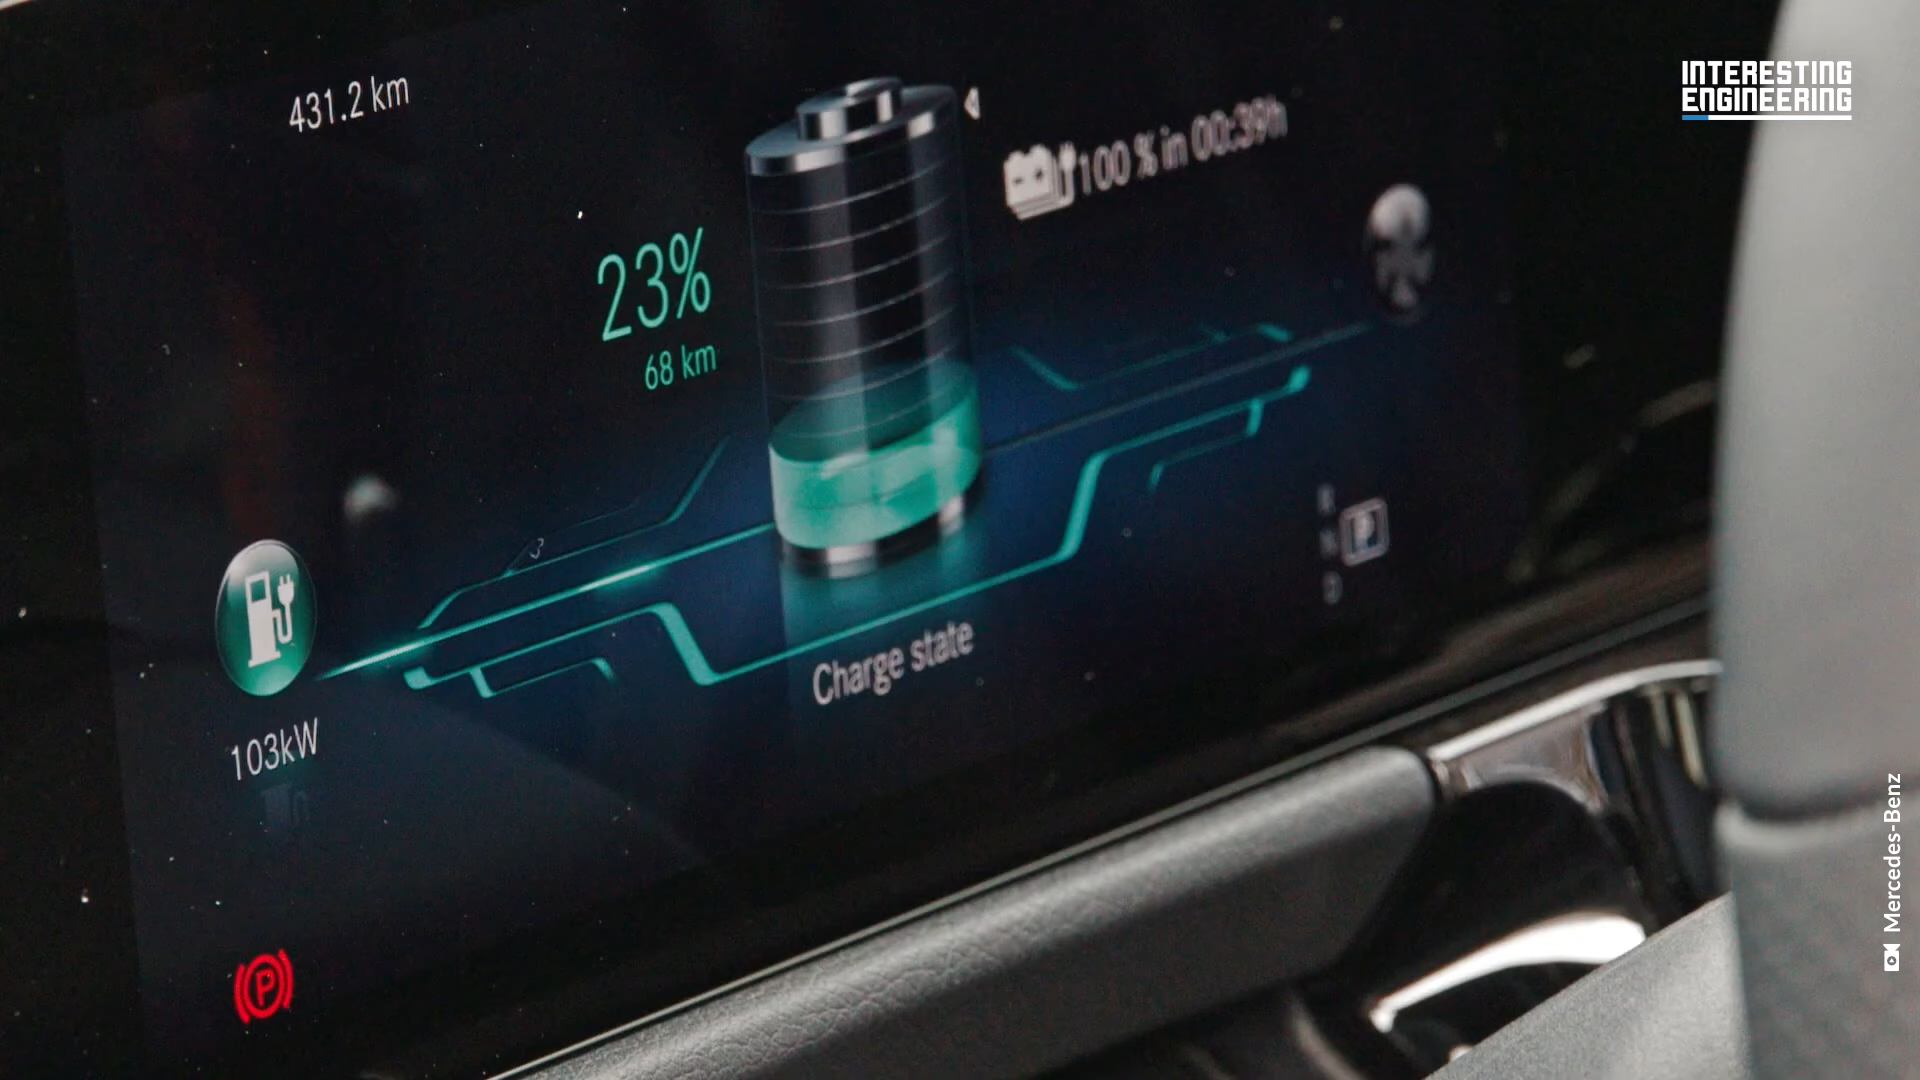 431.2 km
INTERESTING
ENGINEERING
100 % in 00:39h
23%
68 km
R
N
P
D
Charge state
103kW
P
Mercedes-Benz